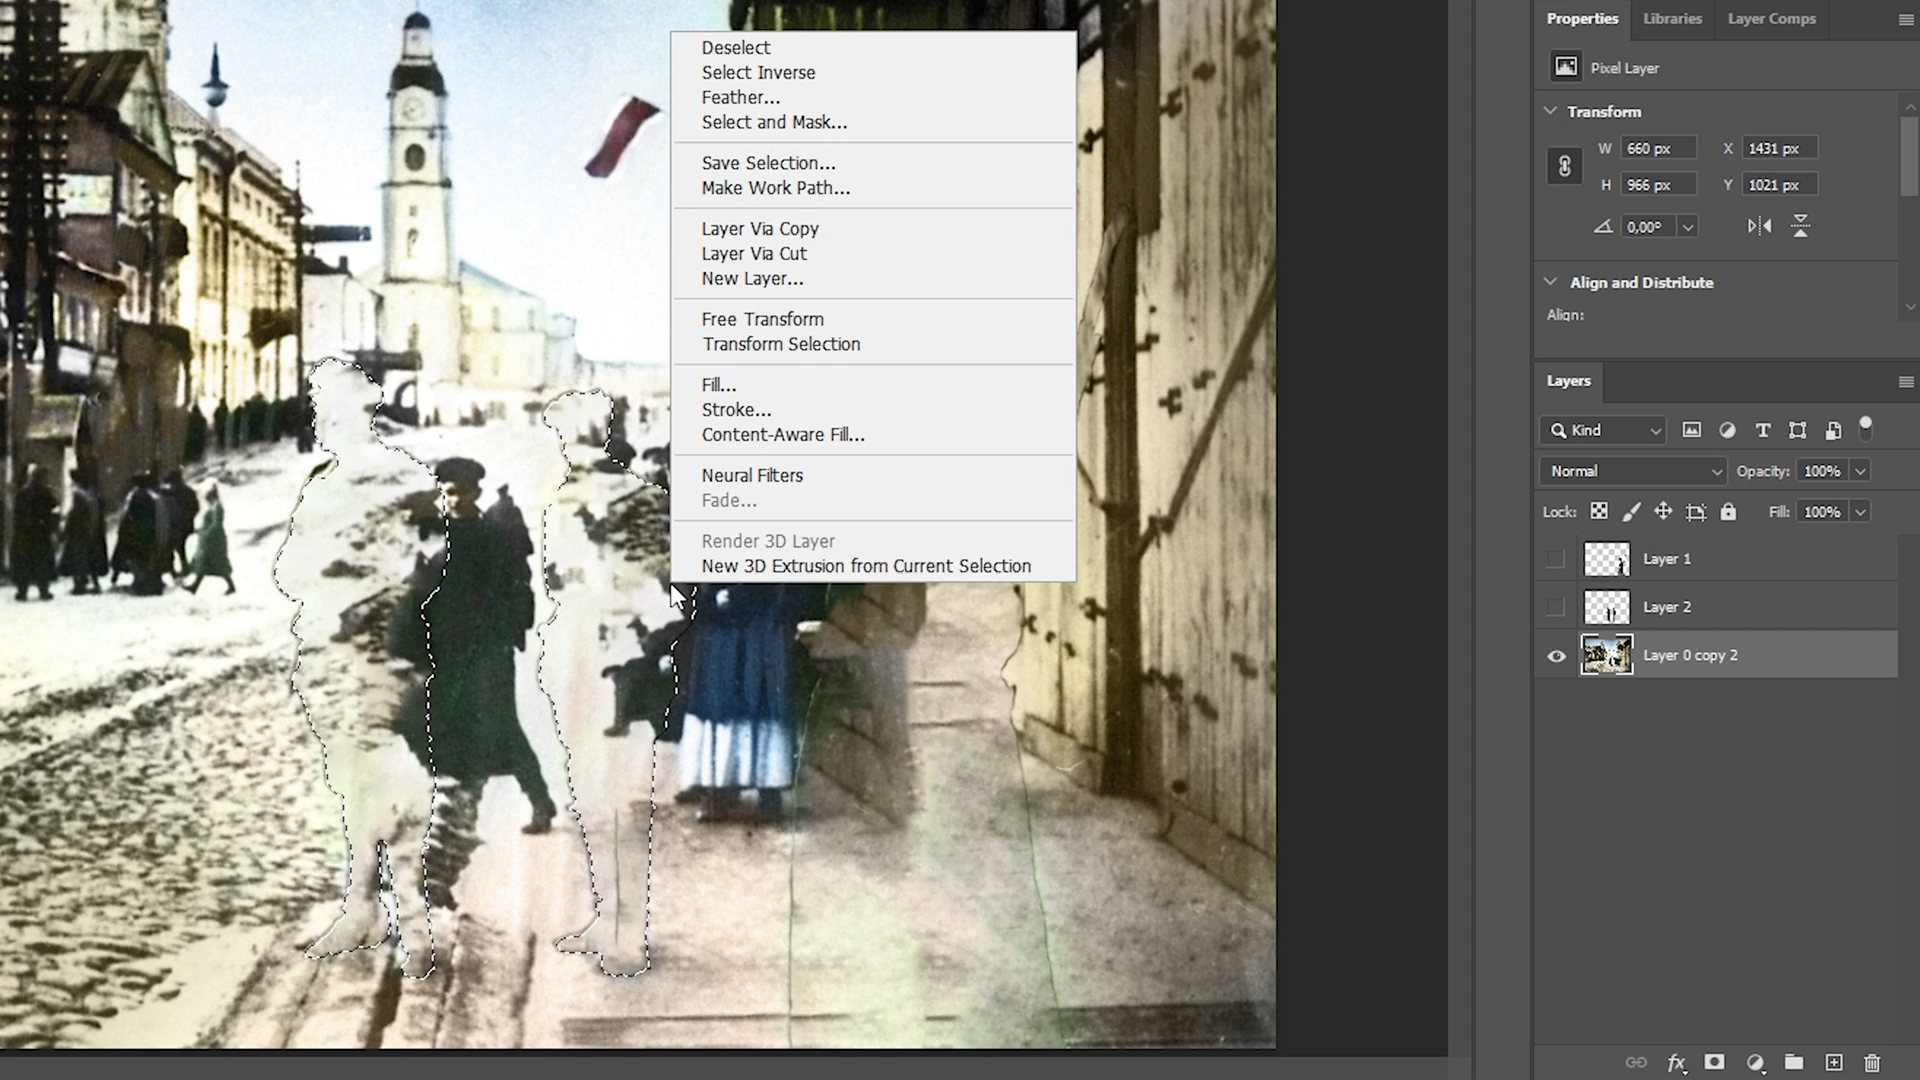 Deselect
Select Inverse
Feather...
Select and Mask...
Save Selection...
Make Work Path...
Layer Via Copy
Layer Via Cut
New Layer...
Free Transform
Transform Selection
Fill...
Stroke...
Content-Aware Fill...
Neural Filters
Fade...
Render 3D Layer
New 3D Extrusion from Current Selection
Properties Libraries Layer Comps
Pixel Layer
Transform
W 660 px X 1431 px
H 966 px Y 1021 px
0,00°
Align and Distribute
Align:
Layers
Kind
Normal Opacity: 100%
Lock: Fill: 100%
Layer 1
Layer 2
Layer 0 copy 2
fx